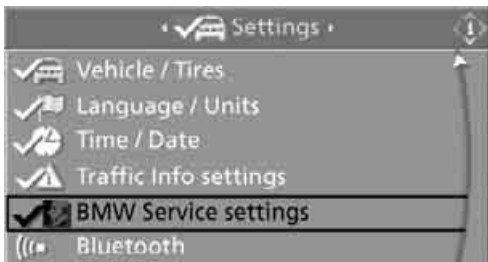 Settings
Vehicle / Tires
Language / Units
Time / Date
Traffic Info settings
BMW Service settings
Bluetooth